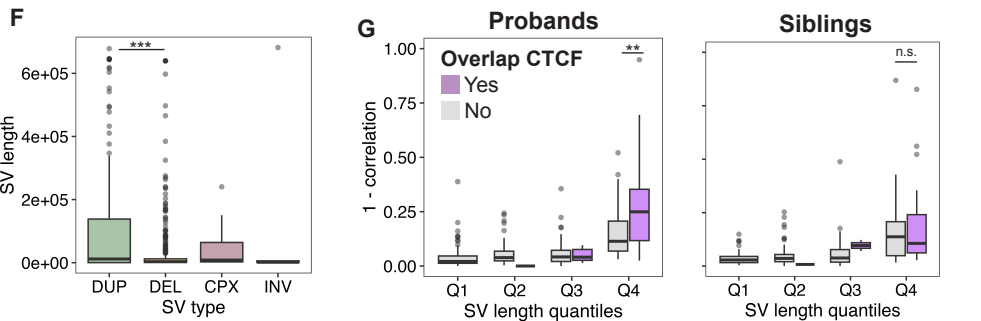 F
SV length
6e+05
4e+05
2e+05
0e+00
***
DUP DEL CPX INV
SV type
G
Probands
Siblings
1 - correlation
1.00
0.75
0.50
0.25
0.00
Overlap CTCF
Yes
No
**
n.s.
Q1 Q2 Q3 Q4
SV length quantiles
Q1 Q2 Q3 Q4
SV length quantiles